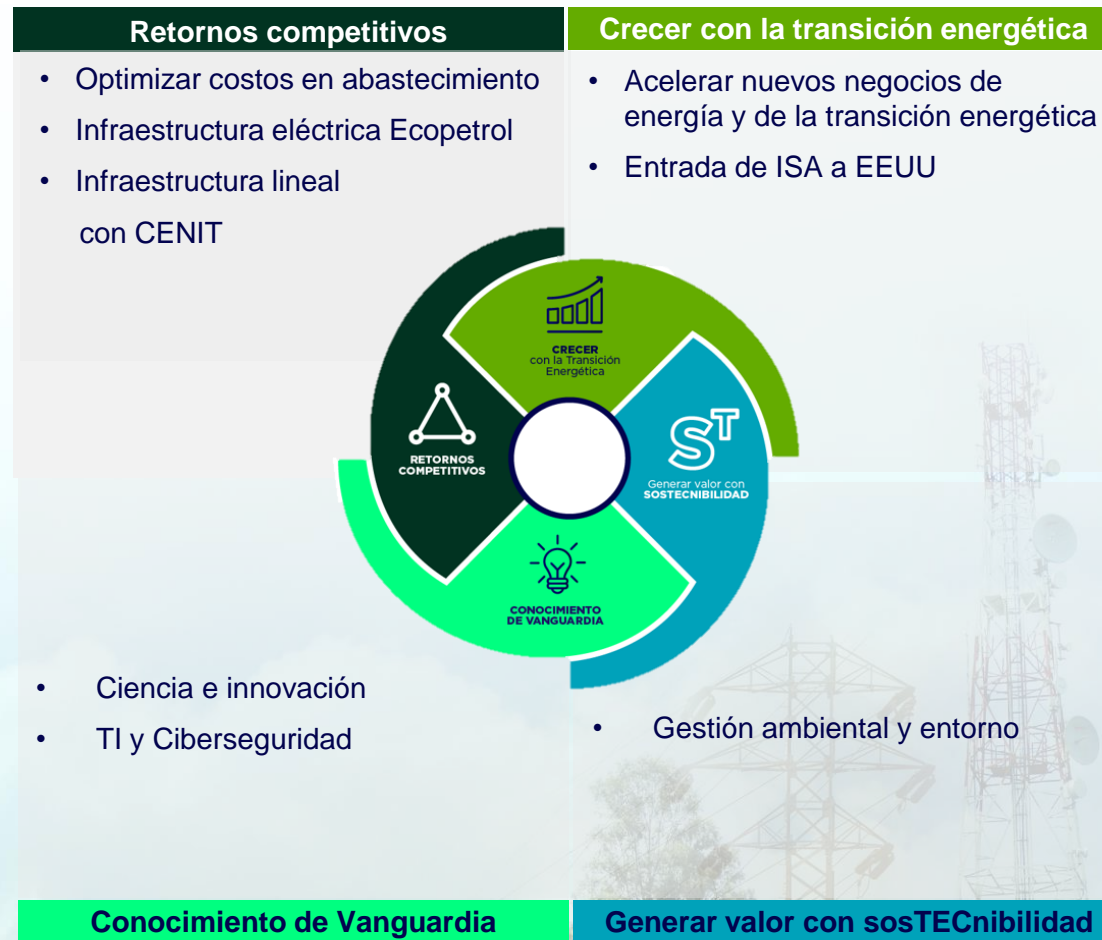 Retornos competitivos
• Optimizar costos en abastecimiento
• Infraestructura eléctrica Ecopetrol
• Infraestructura lineal
con CENIT
Crecer con la transición energética
• Acelerar nuevos negocios de
energía y de la transición energética
• Entrada de ISA a EEUU
CRECER
con la Transición
Energética
RETORNOS
COMPETITIVOS
ST
Generar valor con
SOSTECNIBILIDAD
CONOCIMIENTO
DE VANGUARDIA
• Ciencia e innovación
• TI y Ciberseguridad
Conocimiento de Vanguardia
• Gestión ambiental y entorno
Generar valor con sosTECnibilidad